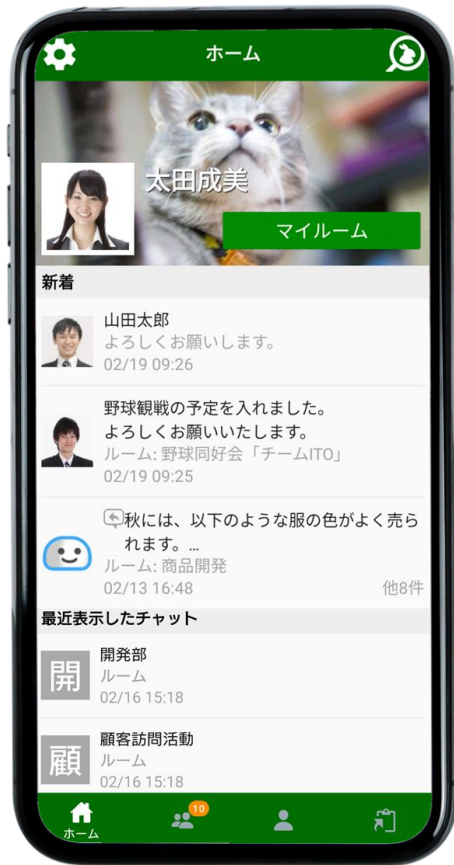 ホーム
太田成美
マイルーム
新着
山田太郎
よろしくお願いします。
02/19 09:26
野球観戦の予定を入れました。
よろしくお願いいたします。
ルーム: 野球同好会「チームITO」
02/19 09:25
秋には、以下のような服の色がよく売ら
れます。...
ルーム: 商品開発
02/13 16:48 他8件
最近表示したチャット
開
開発部
ルーム
02/16 15:18
顧
顧客訪問活動
ルーム
02/16 15:18
10
ホーム